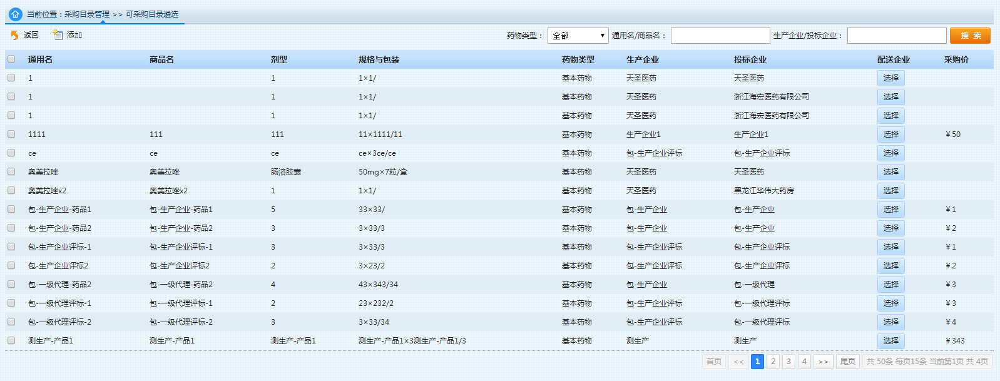 当前位置：采购目录管理 >> 可采购目录遴选
返回 添加 药物类型： 全部 通用名/商品名： 生产企业/投标企业： 搜 索
通用名 商品名 剂型 规格与包装 药物类型 生产企业 投标企业 配送企业 采购价
1 1 1×1/ 基本药物 天圣医药 天圣医药 选择
1 1 1×1/ 基本药物 天圣医药 浙江海宏医药有限公司 选择
1 1 1×1/ 基本药物 天圣医药 浙江海宏医药有限公司 选择
1111 111 111 11×1111/11 基本药物 生产企业1 生产企业1 选择 ￥50
ce ce ce ce×3ce/ce 基本药物 包-生产企业评标 包-生产企业评标 选择
奥美拉唑 奥美拉唑 肠溶胶囊 50mg×7粒/盒 基本药物 天圣医药 天圣医药 选择
奥美拉唑x2 奥美拉唑x2 1 1×1/ 基本药物 天圣医药 黑龙江华伟大药房 选择
包-生产企业-药品1 包-生产企业-药品1 5 33×33/ 基本药物 包-生产企业 包-生产企业 选择 ￥1
包-生产企业-药品2 包-生产企业-药品2 3 3×33/3 基本药物 包-生产企业 包-生产企业 选择 ￥2
包-生产企业评标-1 包-生产企业评标-1 3 3×33/3 基本药物 包-生产企业评标 包-生产企业评标 选择 ￥1
包-生产企业评标2 包-生产企业评标2 2 3×23/2 基本药物 包-生产企业评标 包-生产企业评标 选择 ￥2
包-一级代理-药品2 包-一级代理-药品2 4 43×343/34 基本药物 包-生产企业 包-一级代理 选择 ￥3
包-一级代理评标-1 包-一级代理评标-1 2 23×232/2 基本药物 包-生产企业评标 包-一级代理评标 选择 ￥3
包-一级代理评标-2 包-一级代理评标-2 3 3×33/34 基本药物 包-生产企业评标 包-一级代理评标 选择 ￥4
测生产-产品1 测生产-产品1 测生产-产品1 测生产-产品1×3测生产-产品1/3 基本药物 测生产 测生产 选择 ￥343
首页 << 1 2 3 4 >> 尾页 共 50条 每页15条 当前第1页 共 4页